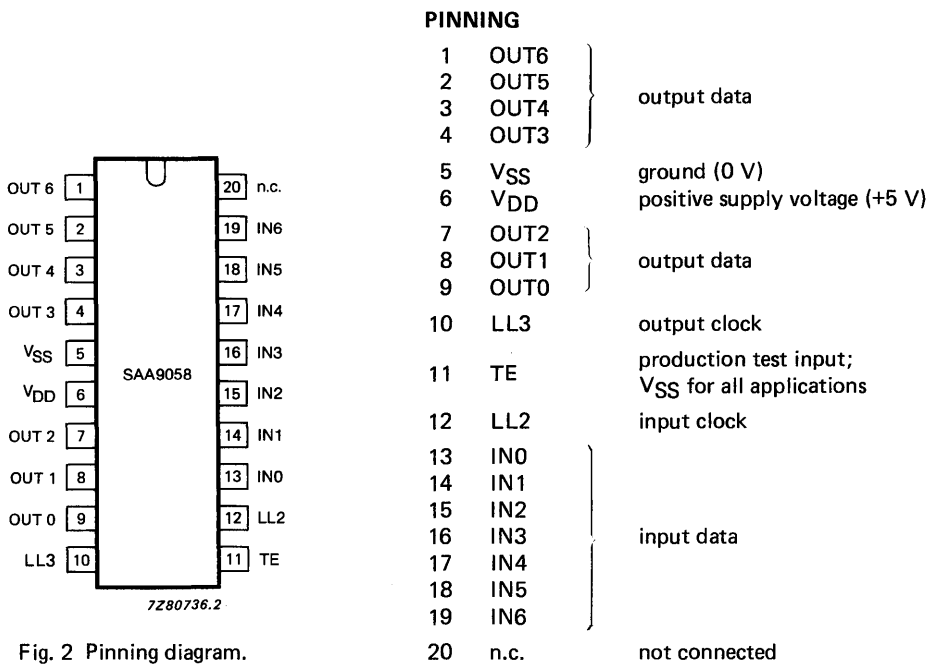 PINNING
1 OUT6
2 OUT5
3 OUT4
4 OUT3
output data
5 VSS ground (0 V)
6 VDD positive supply voltage (+5 V)
7 OUT2
8 OUT1
9 OUT0
output data
10 LL3 output clock
11 TE production test input;
VSS for all applications
12 LL2 input clock
13 IN0
14 IN1
15 IN2
16 IN3
17 IN4
18 IN5
19 IN6
input data
20 n.c. not connected
OUT 6 1 20 n.c.
OUT 5 2 19 IN6
OUT 4 3 18 IN5
OUT 3 4 17 IN4
VSS 5 16 IN3
SAA9058
VDD 6 15 IN2
OUT 2 7 14 IN1
OUT 1 8 13 IN0
OUT 0 9 12 LL2
LL3 10 11 TE
7Z80736.2
Fig. 2 Pinning diagram.